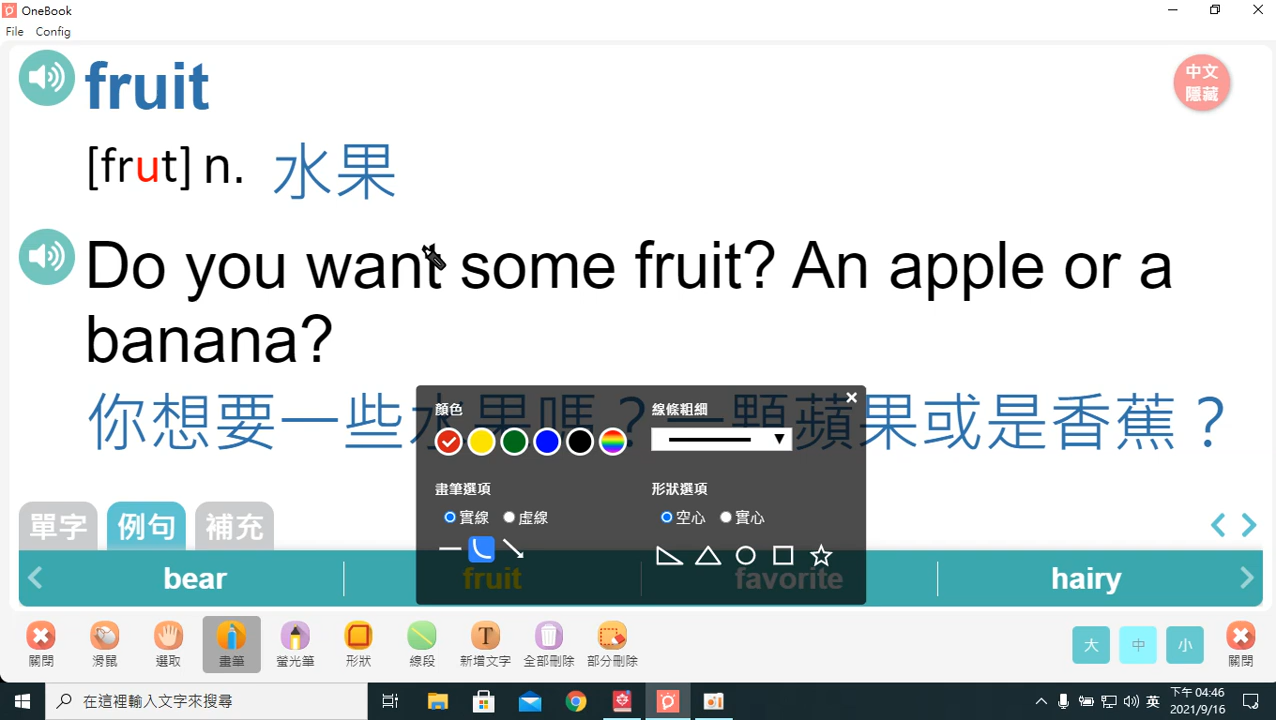 OneBook
File Config
fruit
中文
隱藏
[frut] n. 水果
Do you want some fruit? An apple or a
banana?
你想要一些水果嗎？一顆蘋果或是香蕉？
顏色
線條粗細
畫筆選項
形狀選項
實線 虛線
空心 實心
單字 例句 補充
bear fruit favorite hairy
關閉 滑鼠 選取 畫筆 螢光筆 形狀 線段 新增文字 全部刪除 部分刪除
大 中 小 關閉
在這裡輸入文字來搜尋
英
下午 04:46
2021/9/16